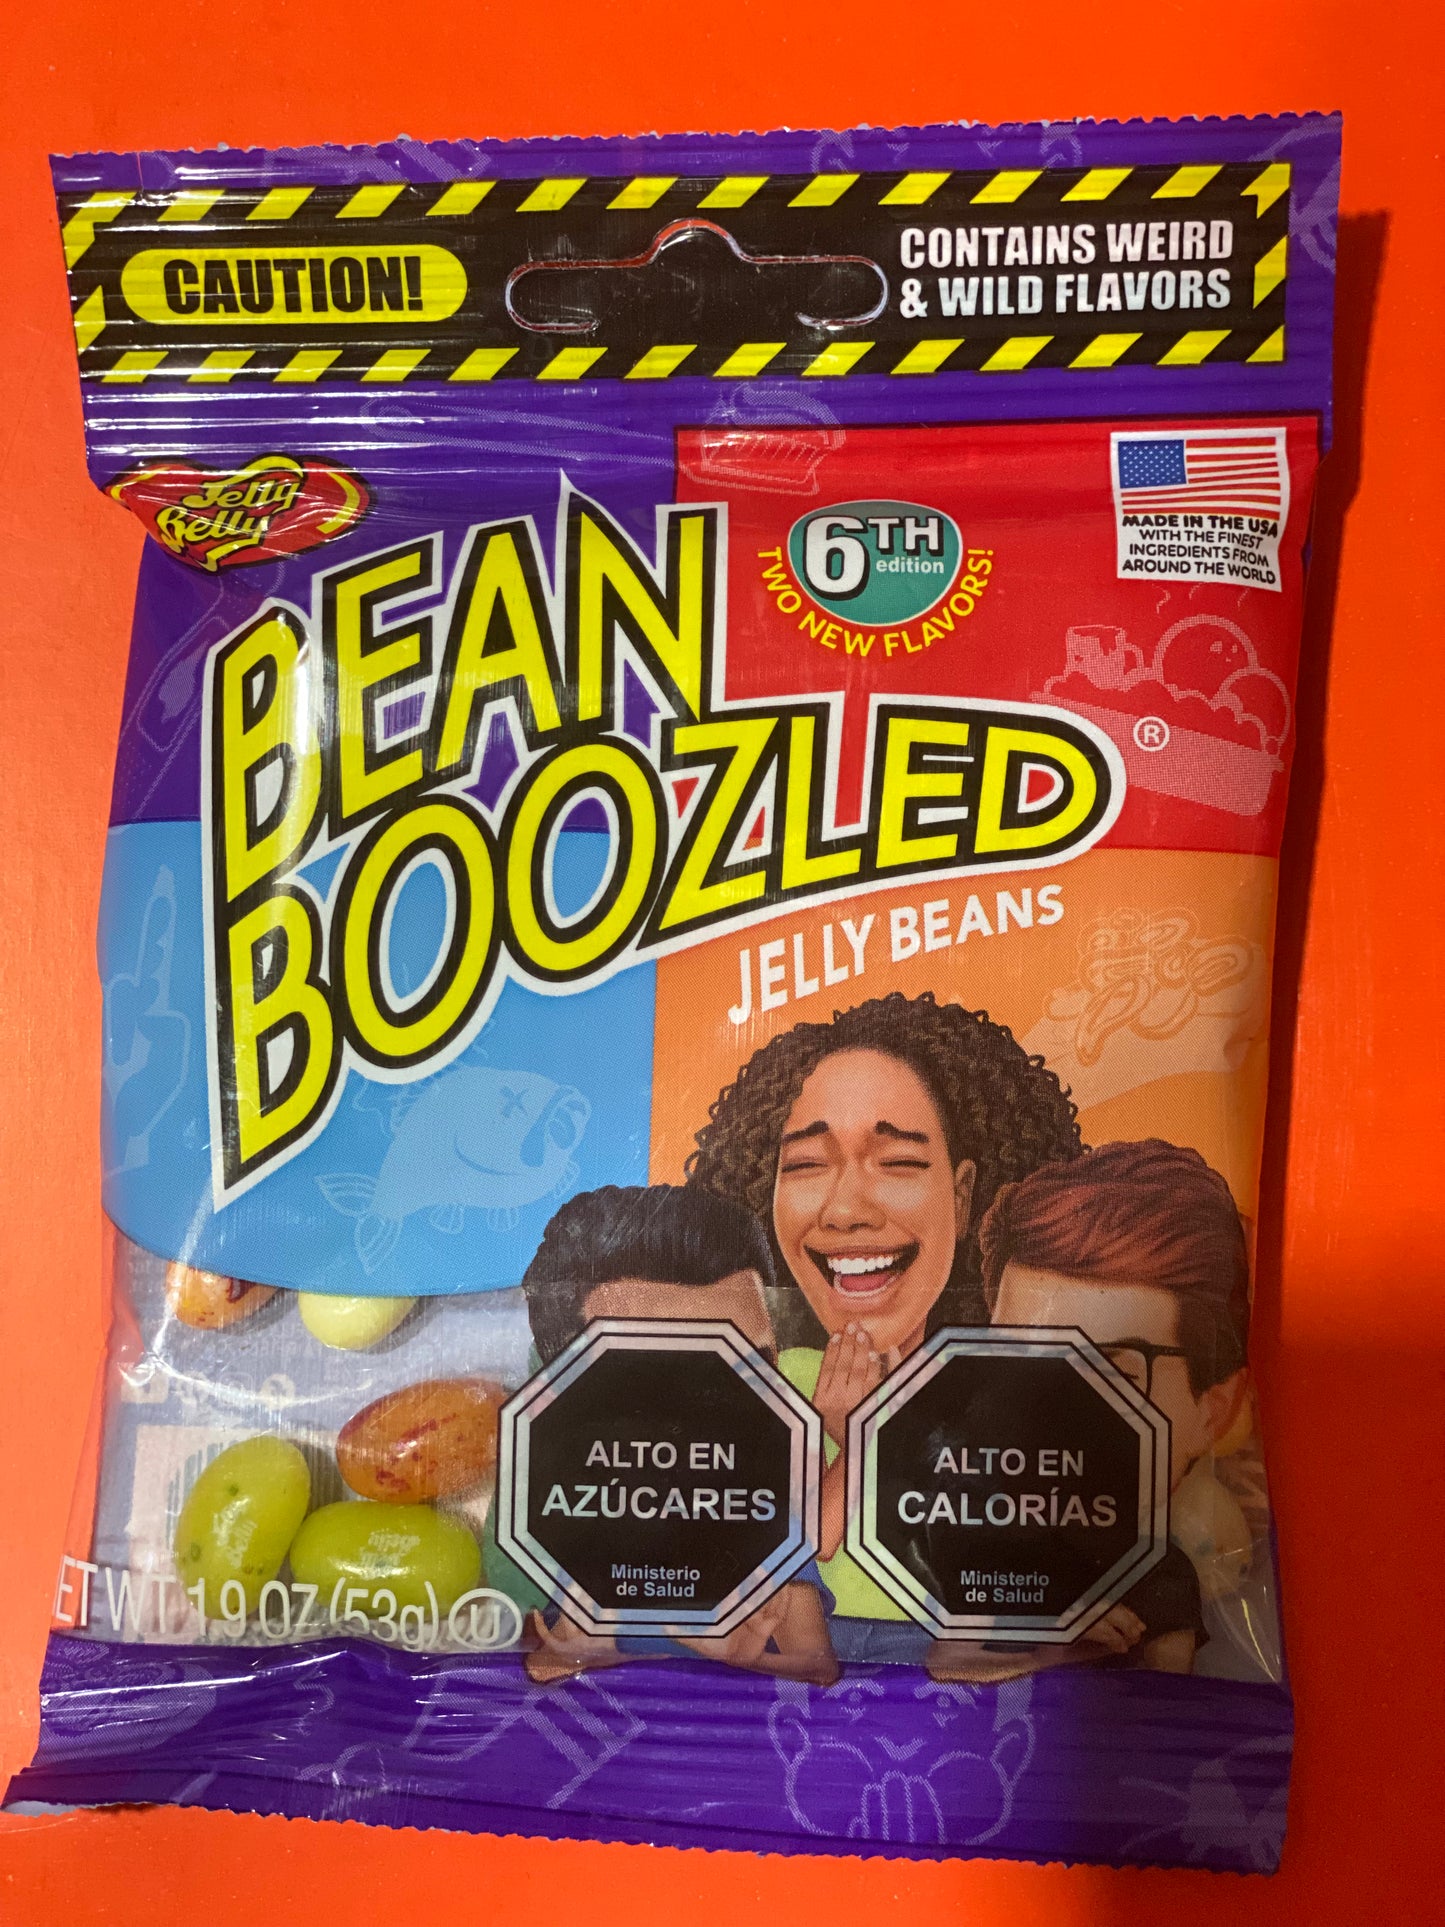 CAUTION!
CONTAINS WEIRD
& WILD FLAVORS
Jelly
Belly
6TH
edition
TWO NEW FLAVORS!
MADE IN THE USA
WITH THE FINEST
INGREDIENTS FROM
AROUND THE WORLD
BEAN
BOOZLED
®
JELLY BEANS
ALTO EN
AZÚCARES
Ministerio
de Salud
ALTO EN
CALORÍAS
Ministerio
de Salud
ET WT 1.9 OZ (53g) U